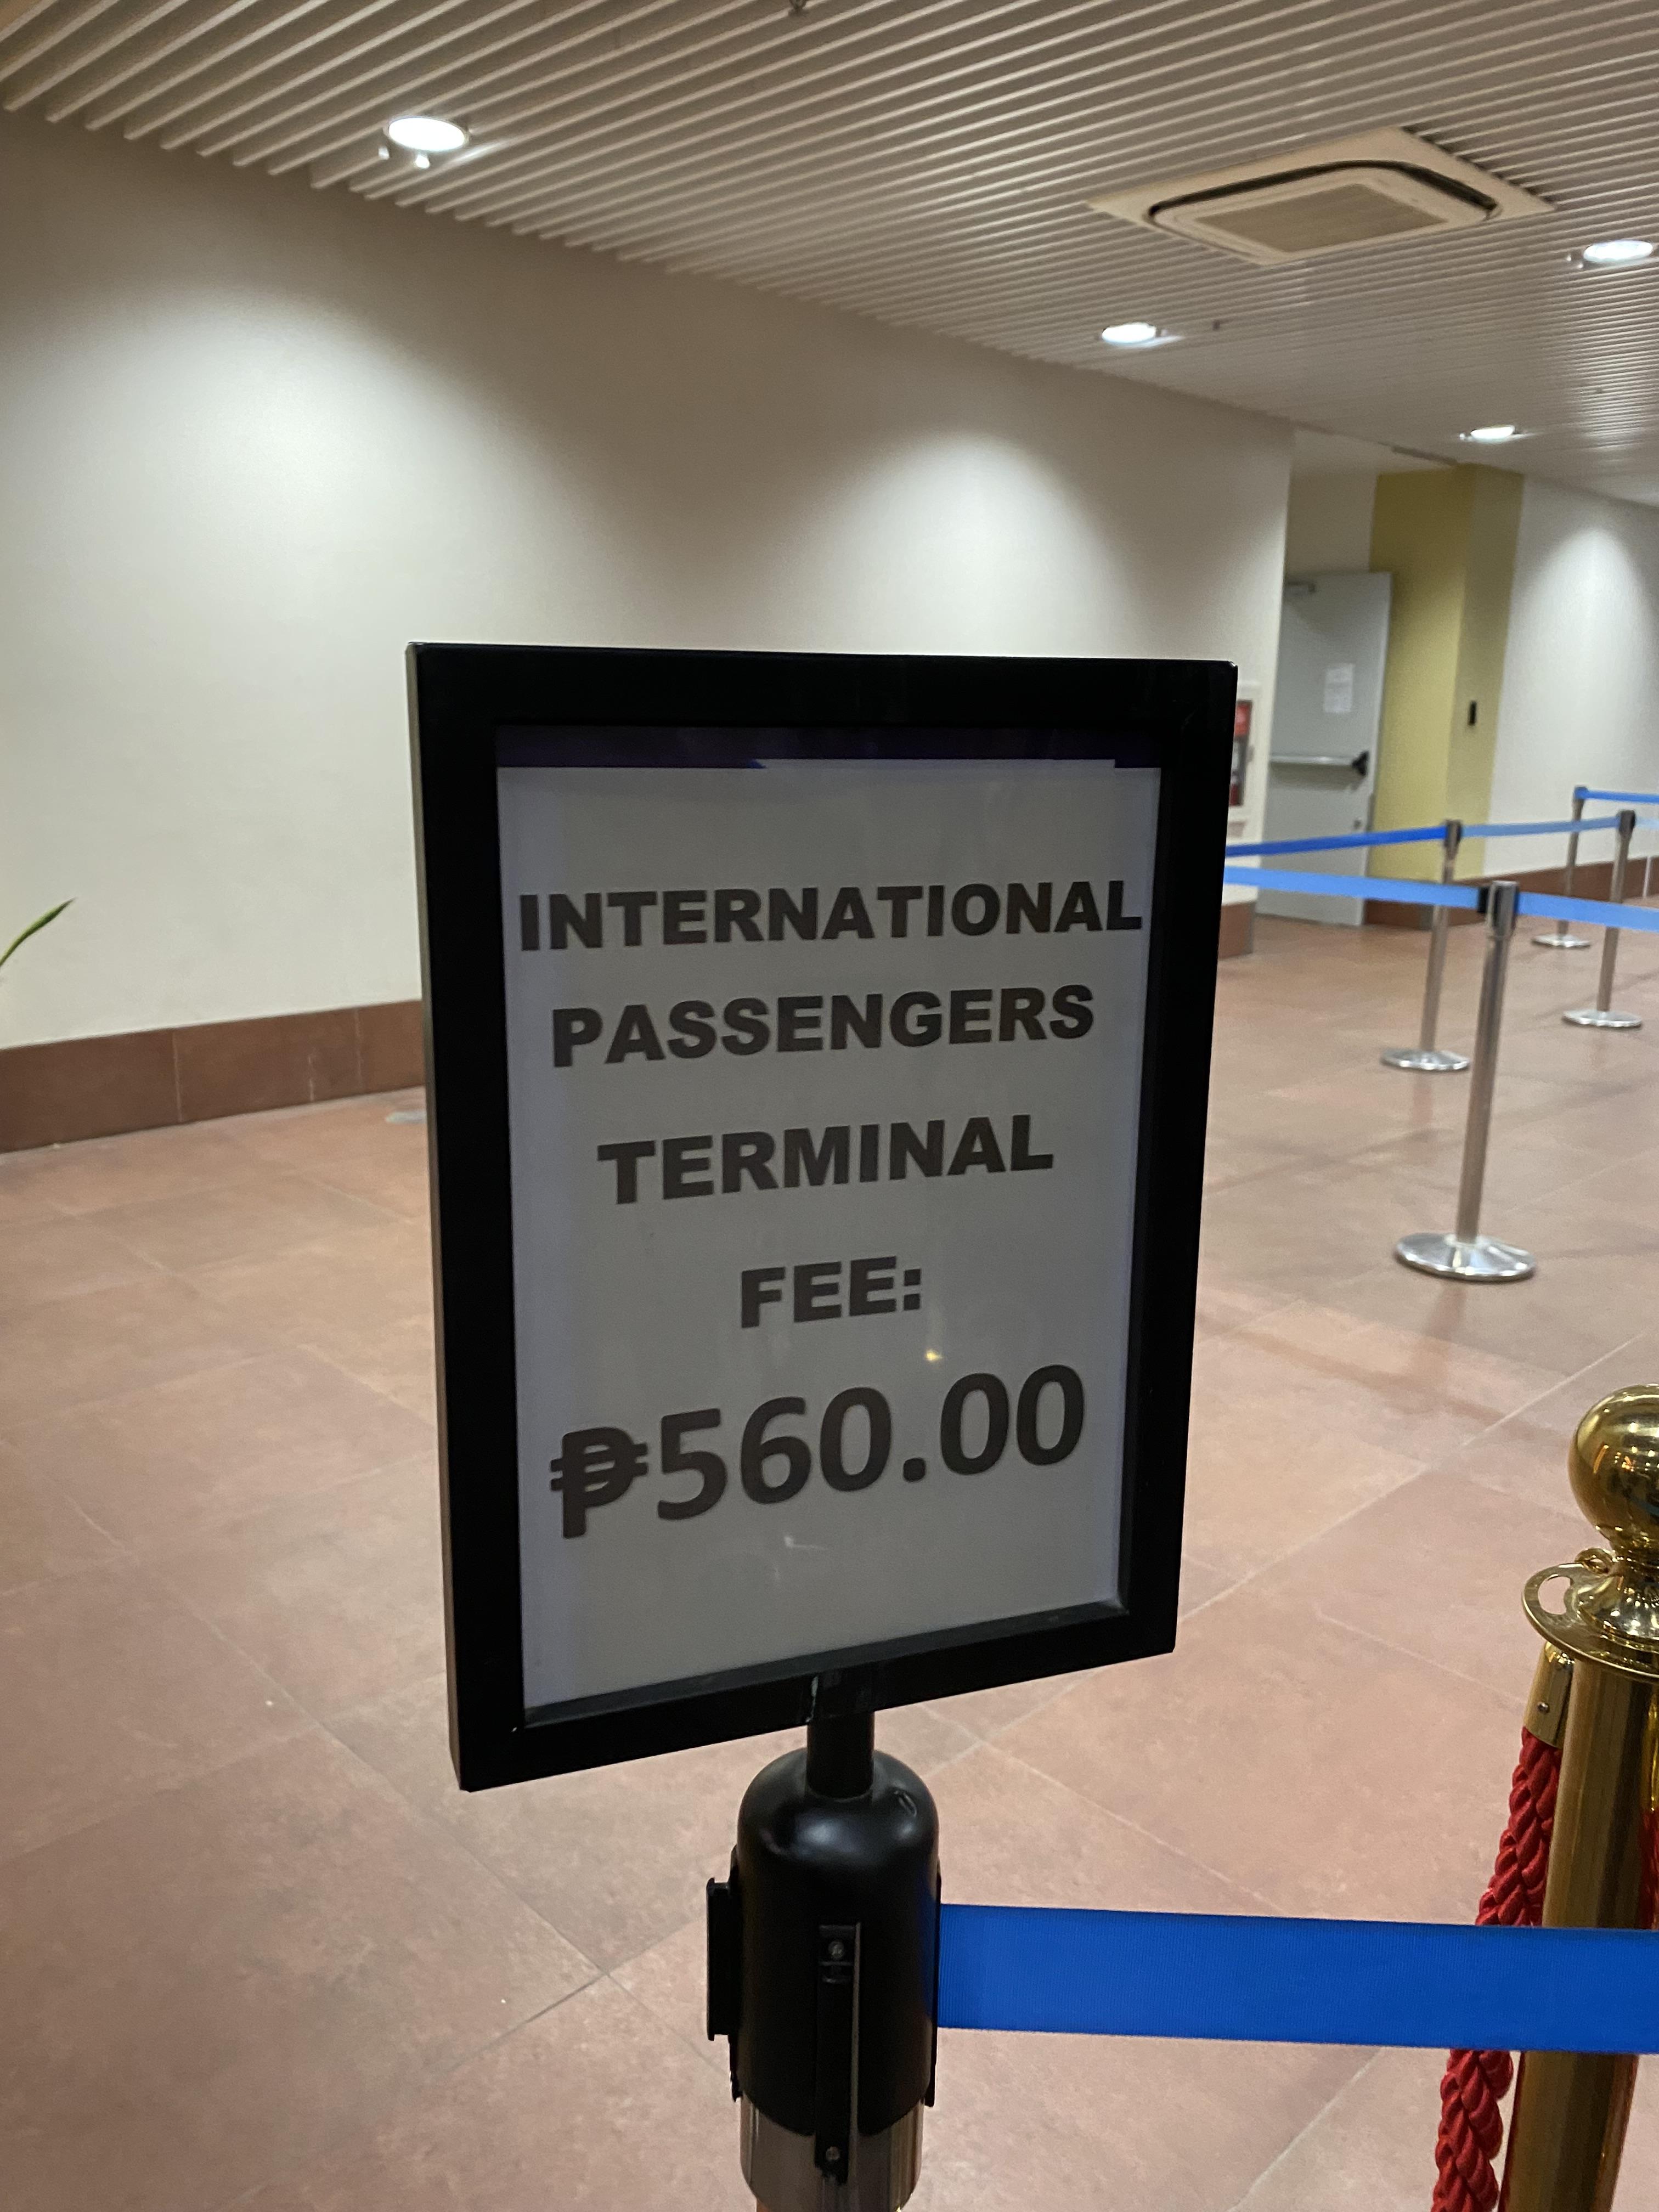 INTERNATIONAL
PASSENGERS
TERMINAL
FEE:
₱560.00